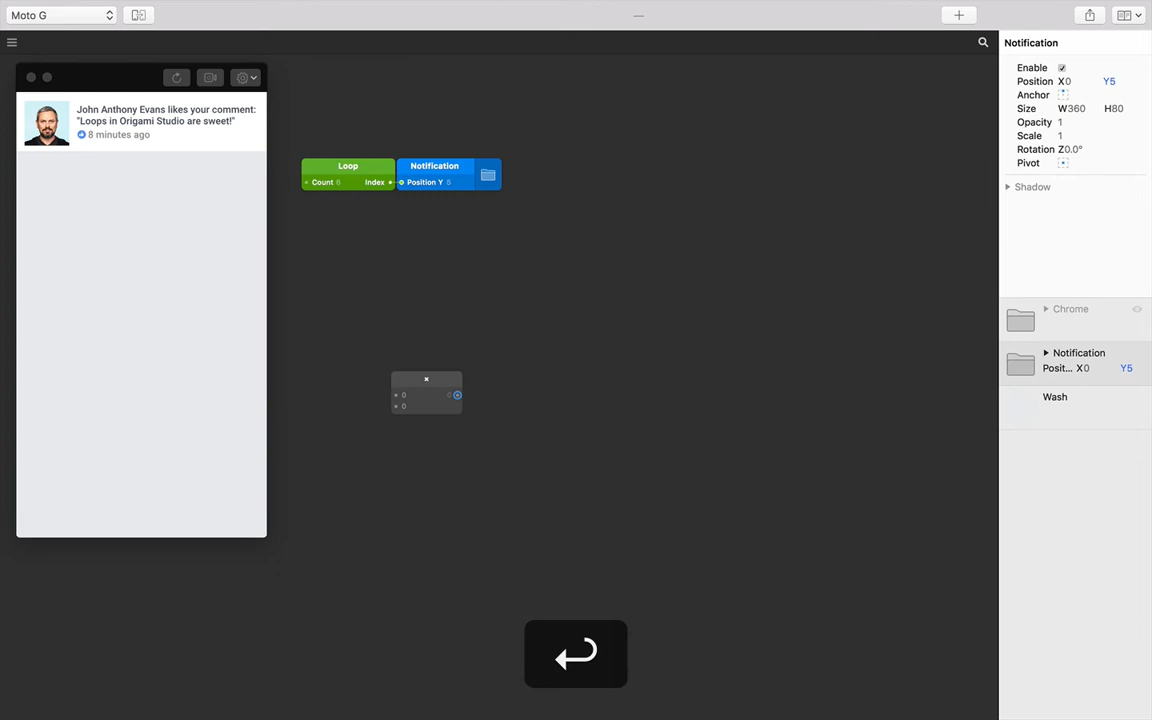 Moto G
Notification
Enable
Position X0 Y5
Anchor
Size W360 H80
Opacity 1
Scale 1
Rotation Z0.0°
Pivot
Shadow
John Anthony Evans likes your comment:
"Loops in Origami Studio are sweet!"
8 minutes ago
Loop
Count 6 Index
Notification
Position Y 5
0 0
0
Chrome
Notification
Posit... X0 Y5
Wash